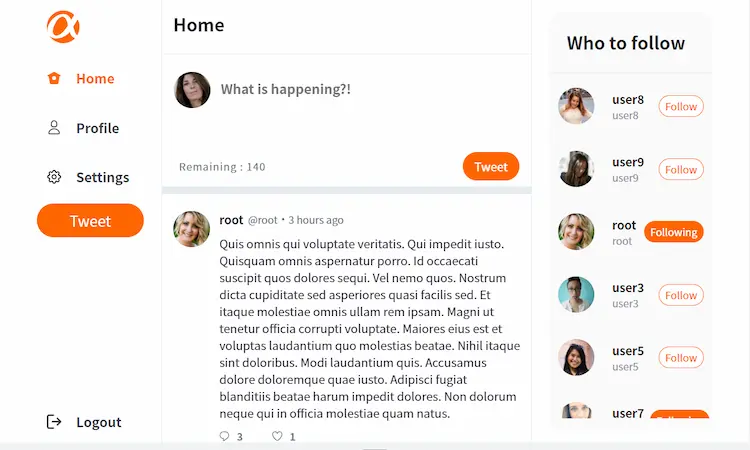 Home
Profile
Settings
Tweet
Logout
Home
What is happening?!
Remaining : 140
Tweet
root @root • 3 hours ago
Quis omnis qui voluptate veritatis. Qui impedit iusto.
Quisquam omnis aspernatur porro. Id occaecati
suscipit quos dolores sequi. Vel nemo quos. Nostrum
dicta cupiditate sed asperiores quasi facilis sed. Et
itaque molestiae omnis ullam rem ipsam. Magni ut
tenetur officia corrupti voluptate. Maiores eius est et
voluptas laudantium quo molestias beatae. Nihil itaque
sint doloribus. Modi laudantium quis. Accusamus
dolore doloremque quae iusto. Adipisci fugiat
blanditiis beatae harum impedit dolores. Non dolorum
neque qui in officia molestiae quam natus.
3 1
Who to follow
user8
user8
Follow
user9
user9
Follow
root
root
Following
user3
user3
Follow
user5
user5
Follow
user7